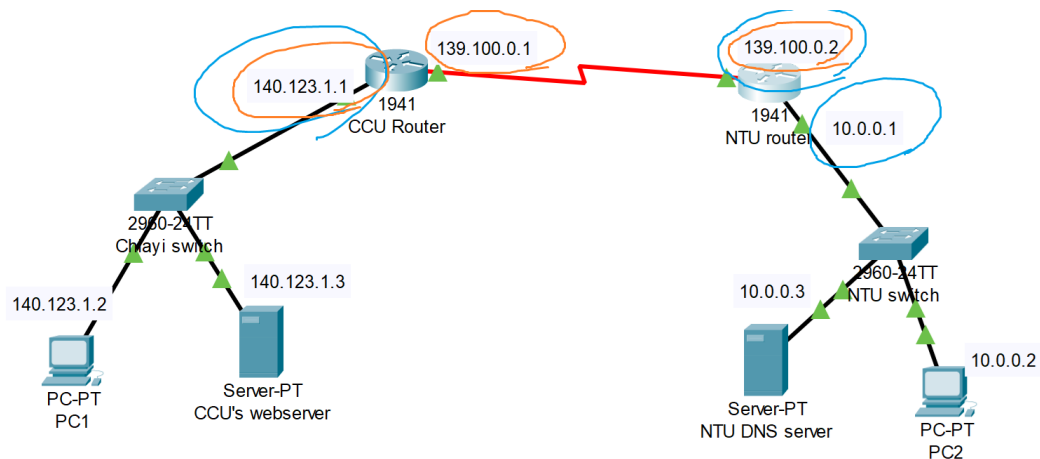 139.100.0.1
139.100.0.2
140.123.1.1
1941
CCU Router
1941
NTU router
10.0.0.1
2960-24TT
Chiayi switch
2960-24TT
NTU switch
140.123.1.2
140.123.1.3
10.0.0.3
10.0.0.2
PC-PT
PC1
Server-PT
CCU's webserver
Server-PT
NTU DNS server
PC-PT
PC2